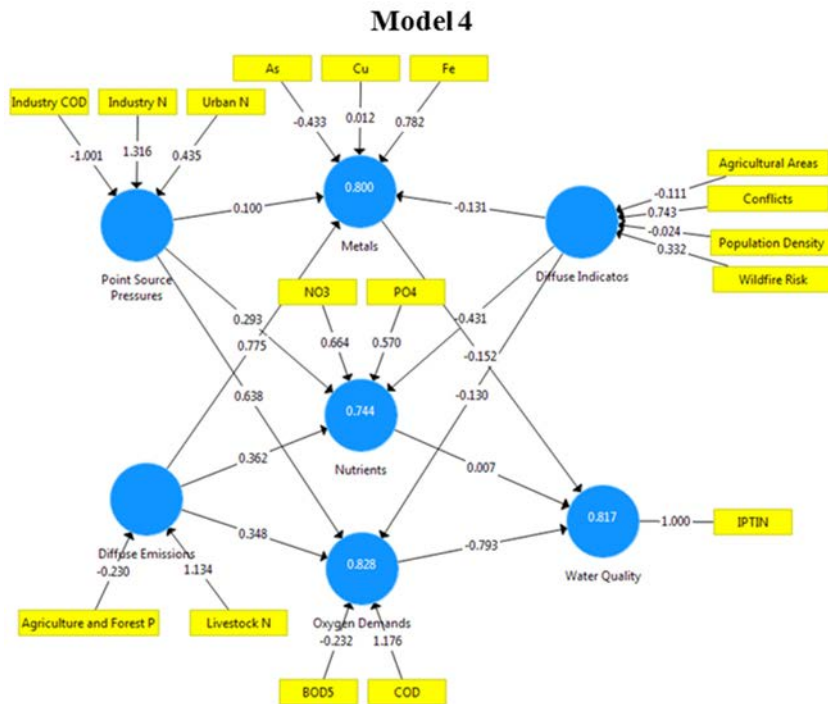 Model 4
As
Cu
Fe
Industry COD
Industry N
Urban N
-0.433
0.012
0.782
-1.001
1.316
0.435
Agricultural Areas
Conflicts
Population Density
Wildfire Risk
-0.111
0.743
-0.024
0.332
0.800
0.100
-0.131
Metals
Point Source
Pressures
Diffuse Indicatos
NO3
PO4
0.293
0.775
0.664
0.570
-0.431
-0.152
0.638
-0.130
0.744
0.362
Nutrients
0.007
0.348
Diffuse Emissions
-0.230
1.134
0.828
-0.793
0.817
1.000
IPTIN
Water Quality
Agriculture and Forest P
Livestock N
Oxygen Demands
-0.232
1.176
BOD5
COD